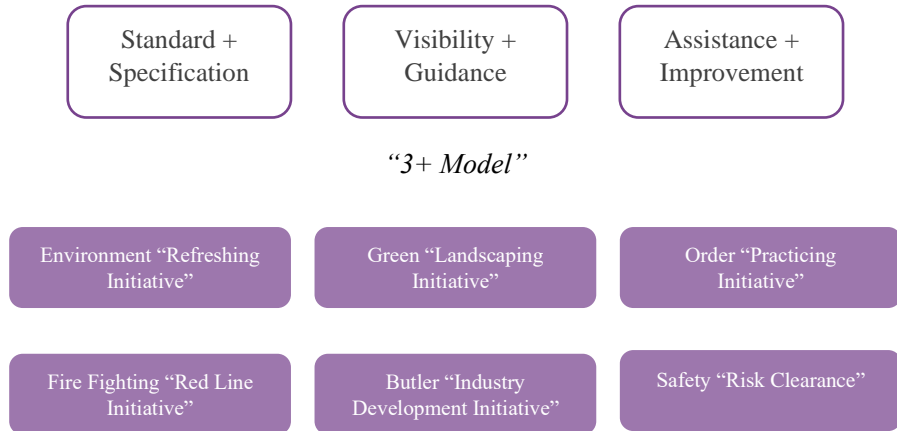 Standard +
Specification
Visibility +
Guidance
Assistance +
Improvement
“3+ Model”
Environment “Refreshing
Initiative”
Green “Landscaping
Initiative”
Order “Practicing
Initiative”
Fire Fighting “Red Line
Initiative”
Butler “Industry
Development Initiative”
Safety “Risk Clearance”